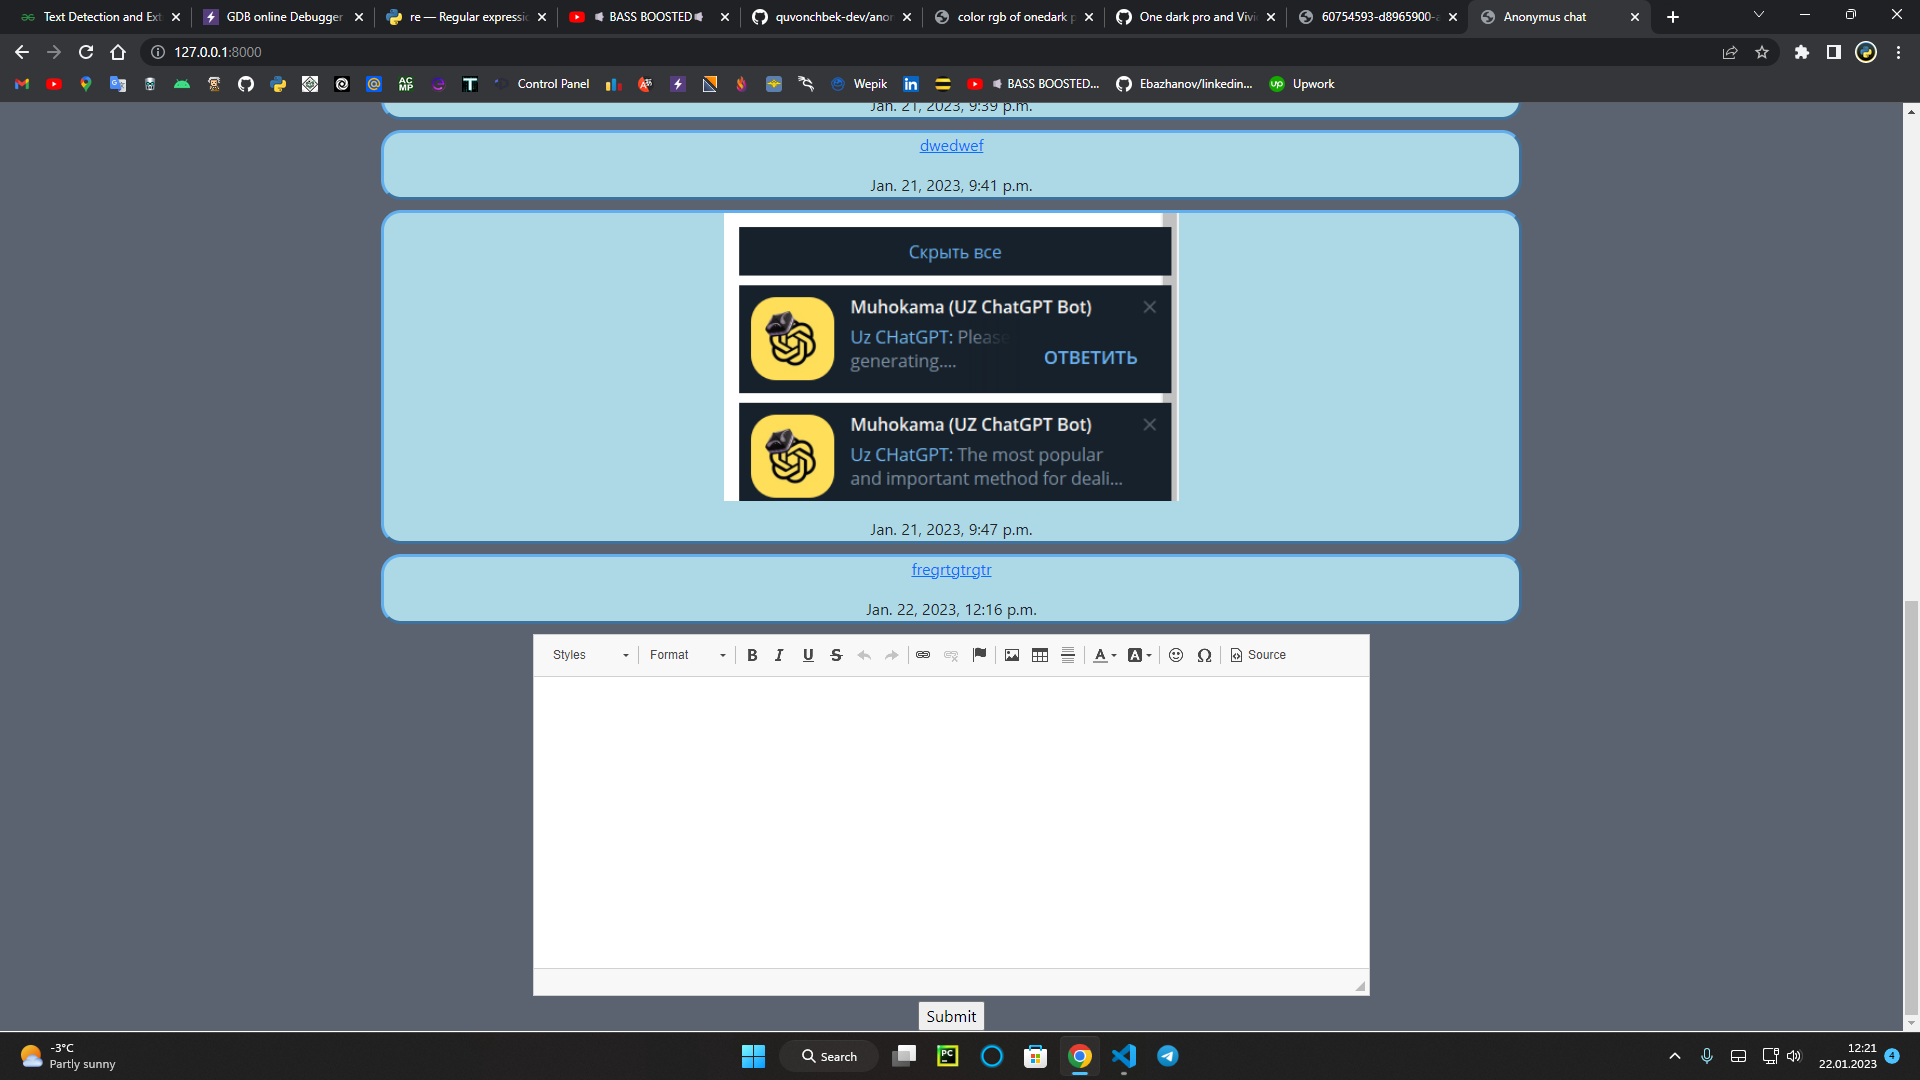 Text Detection and Ext
GDB online Debugger
re — Regular expressi
BASS BOOSTED
quvonchbek-dev/anon
color rgb of onedark p
One dark pro and Vivi
60754593-d8965900-a
Anonymus chat
127.0.0.1:8000
AC MP
Control Panel
Wepik
BASS BOOSTED...
Ebazhanov/linkedin...
Upwork
Jan. 21, 2023, 9:39 p.m.
dwedwef
Jan. 21, 2023, 9:41 p.m.
Скрыть все
Muhokama (UZ ChatGPT Bot)
Uz CHatGPT: Please
generating....
ОТВЕТИТЬ
Muhokama (UZ ChatGPT Bot)
Uz CHatGPT: The most popular
and important method for deali...
Jan. 21, 2023, 9:47 p.m.
fregrtgtrgtr
Jan. 22, 2023, 12:16 p.m.
Styles Format B I U S Source
Submit
-3°C
Partly sunny
Search
12:21
22.01.2023
4